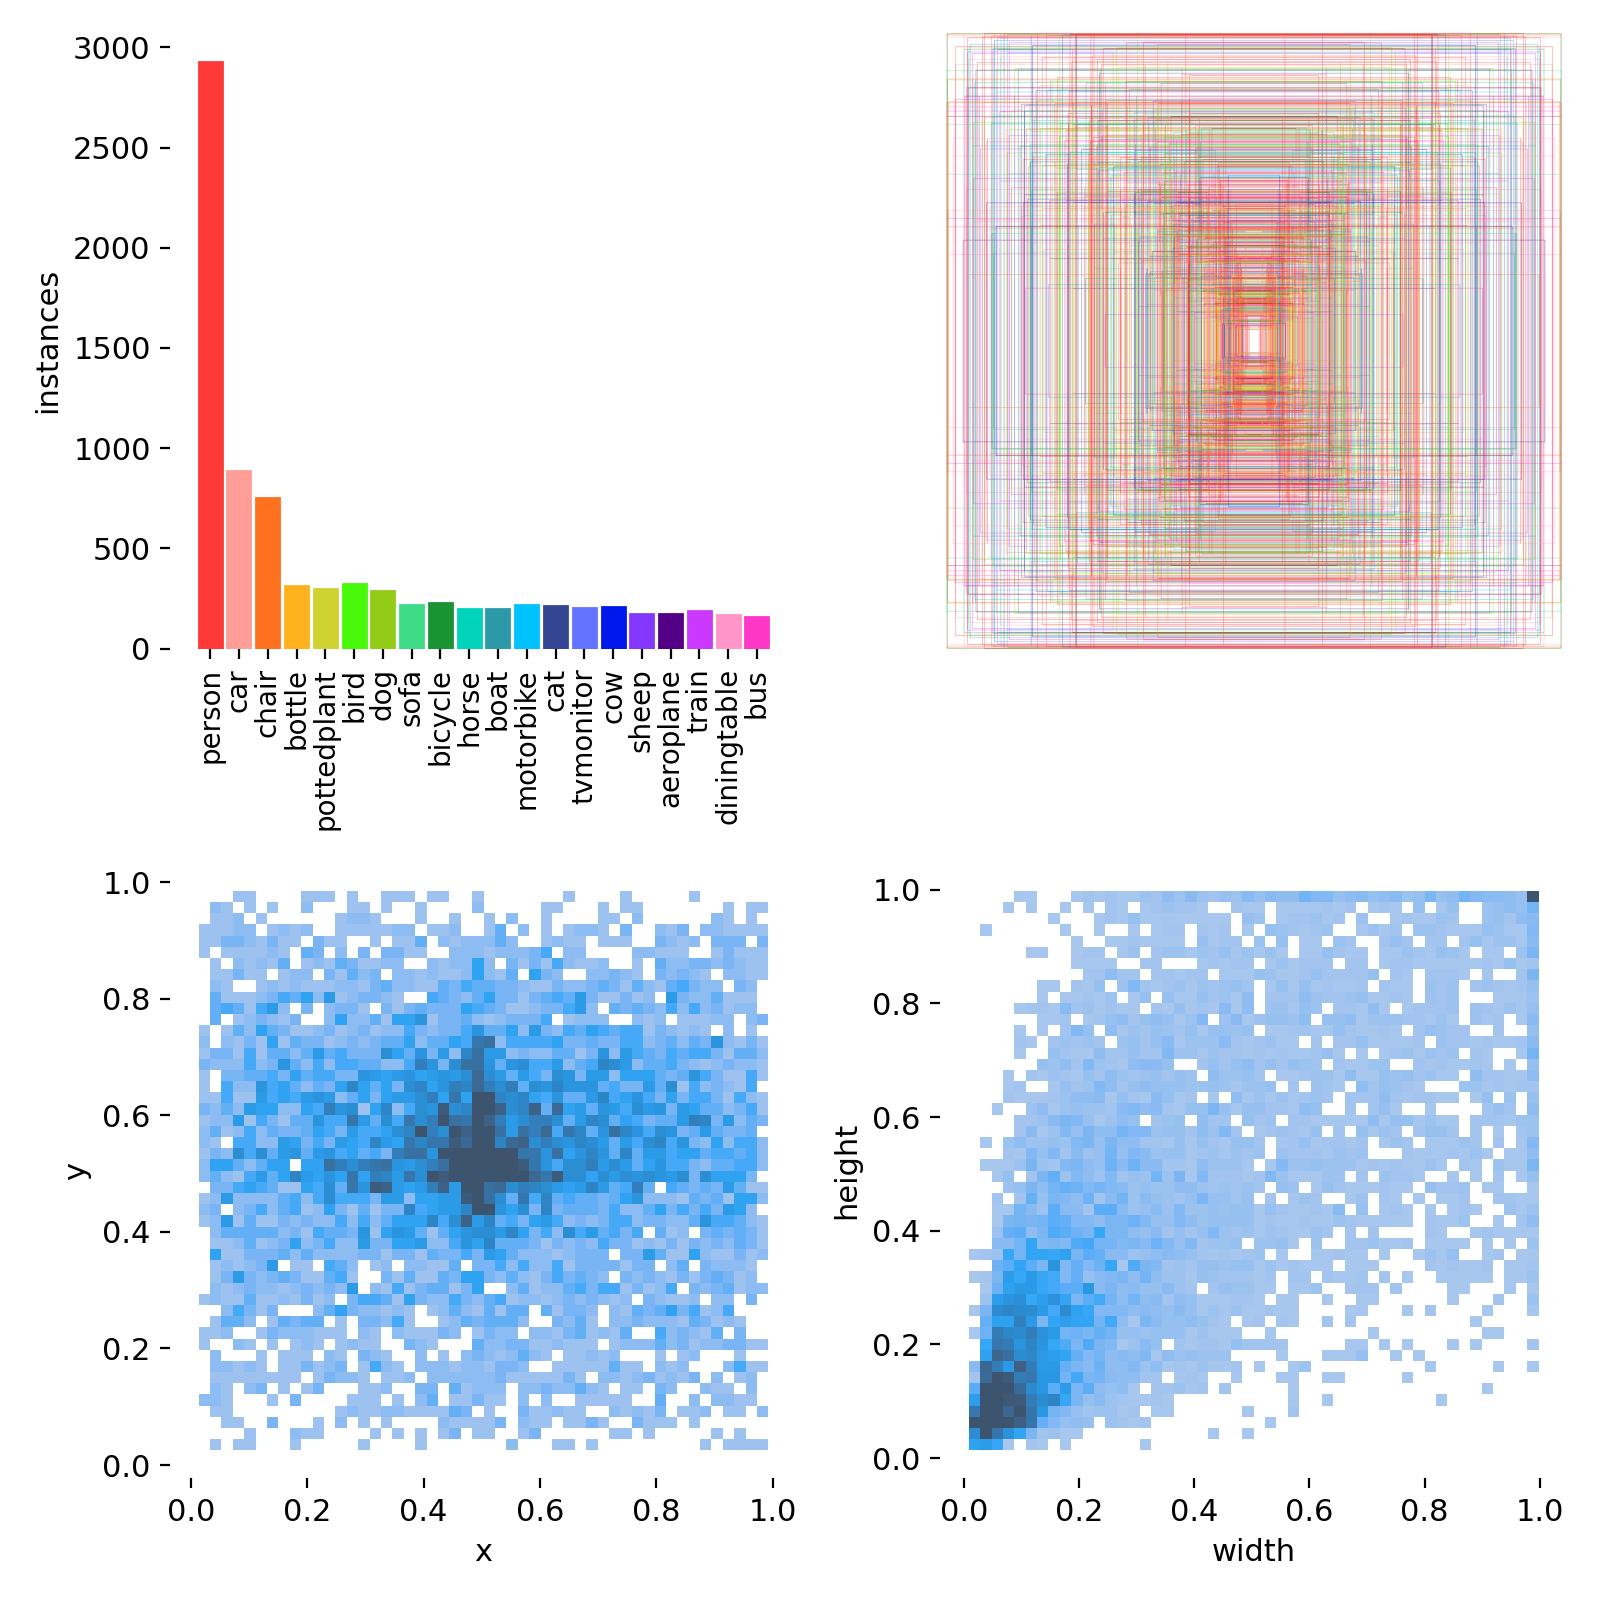 3000
2500
2000
1500
1000
500
0
instances
person
car
chair
bottle
pottedplant
bird
dog
sofa
bicycle
horse
boat
motorbike
cat
tvmonitor
cow
sheep
aeroplane
train
diningtable
bus
1.0
0.8
0.6
0.4
0.2
0.0
y
0.0 0.2 0.4 0.6 0.8 1.0
x
1.0
0.8
0.6
0.4
0.2
0.0
height
0.0 0.2 0.4 0.6 0.8 1.0
width